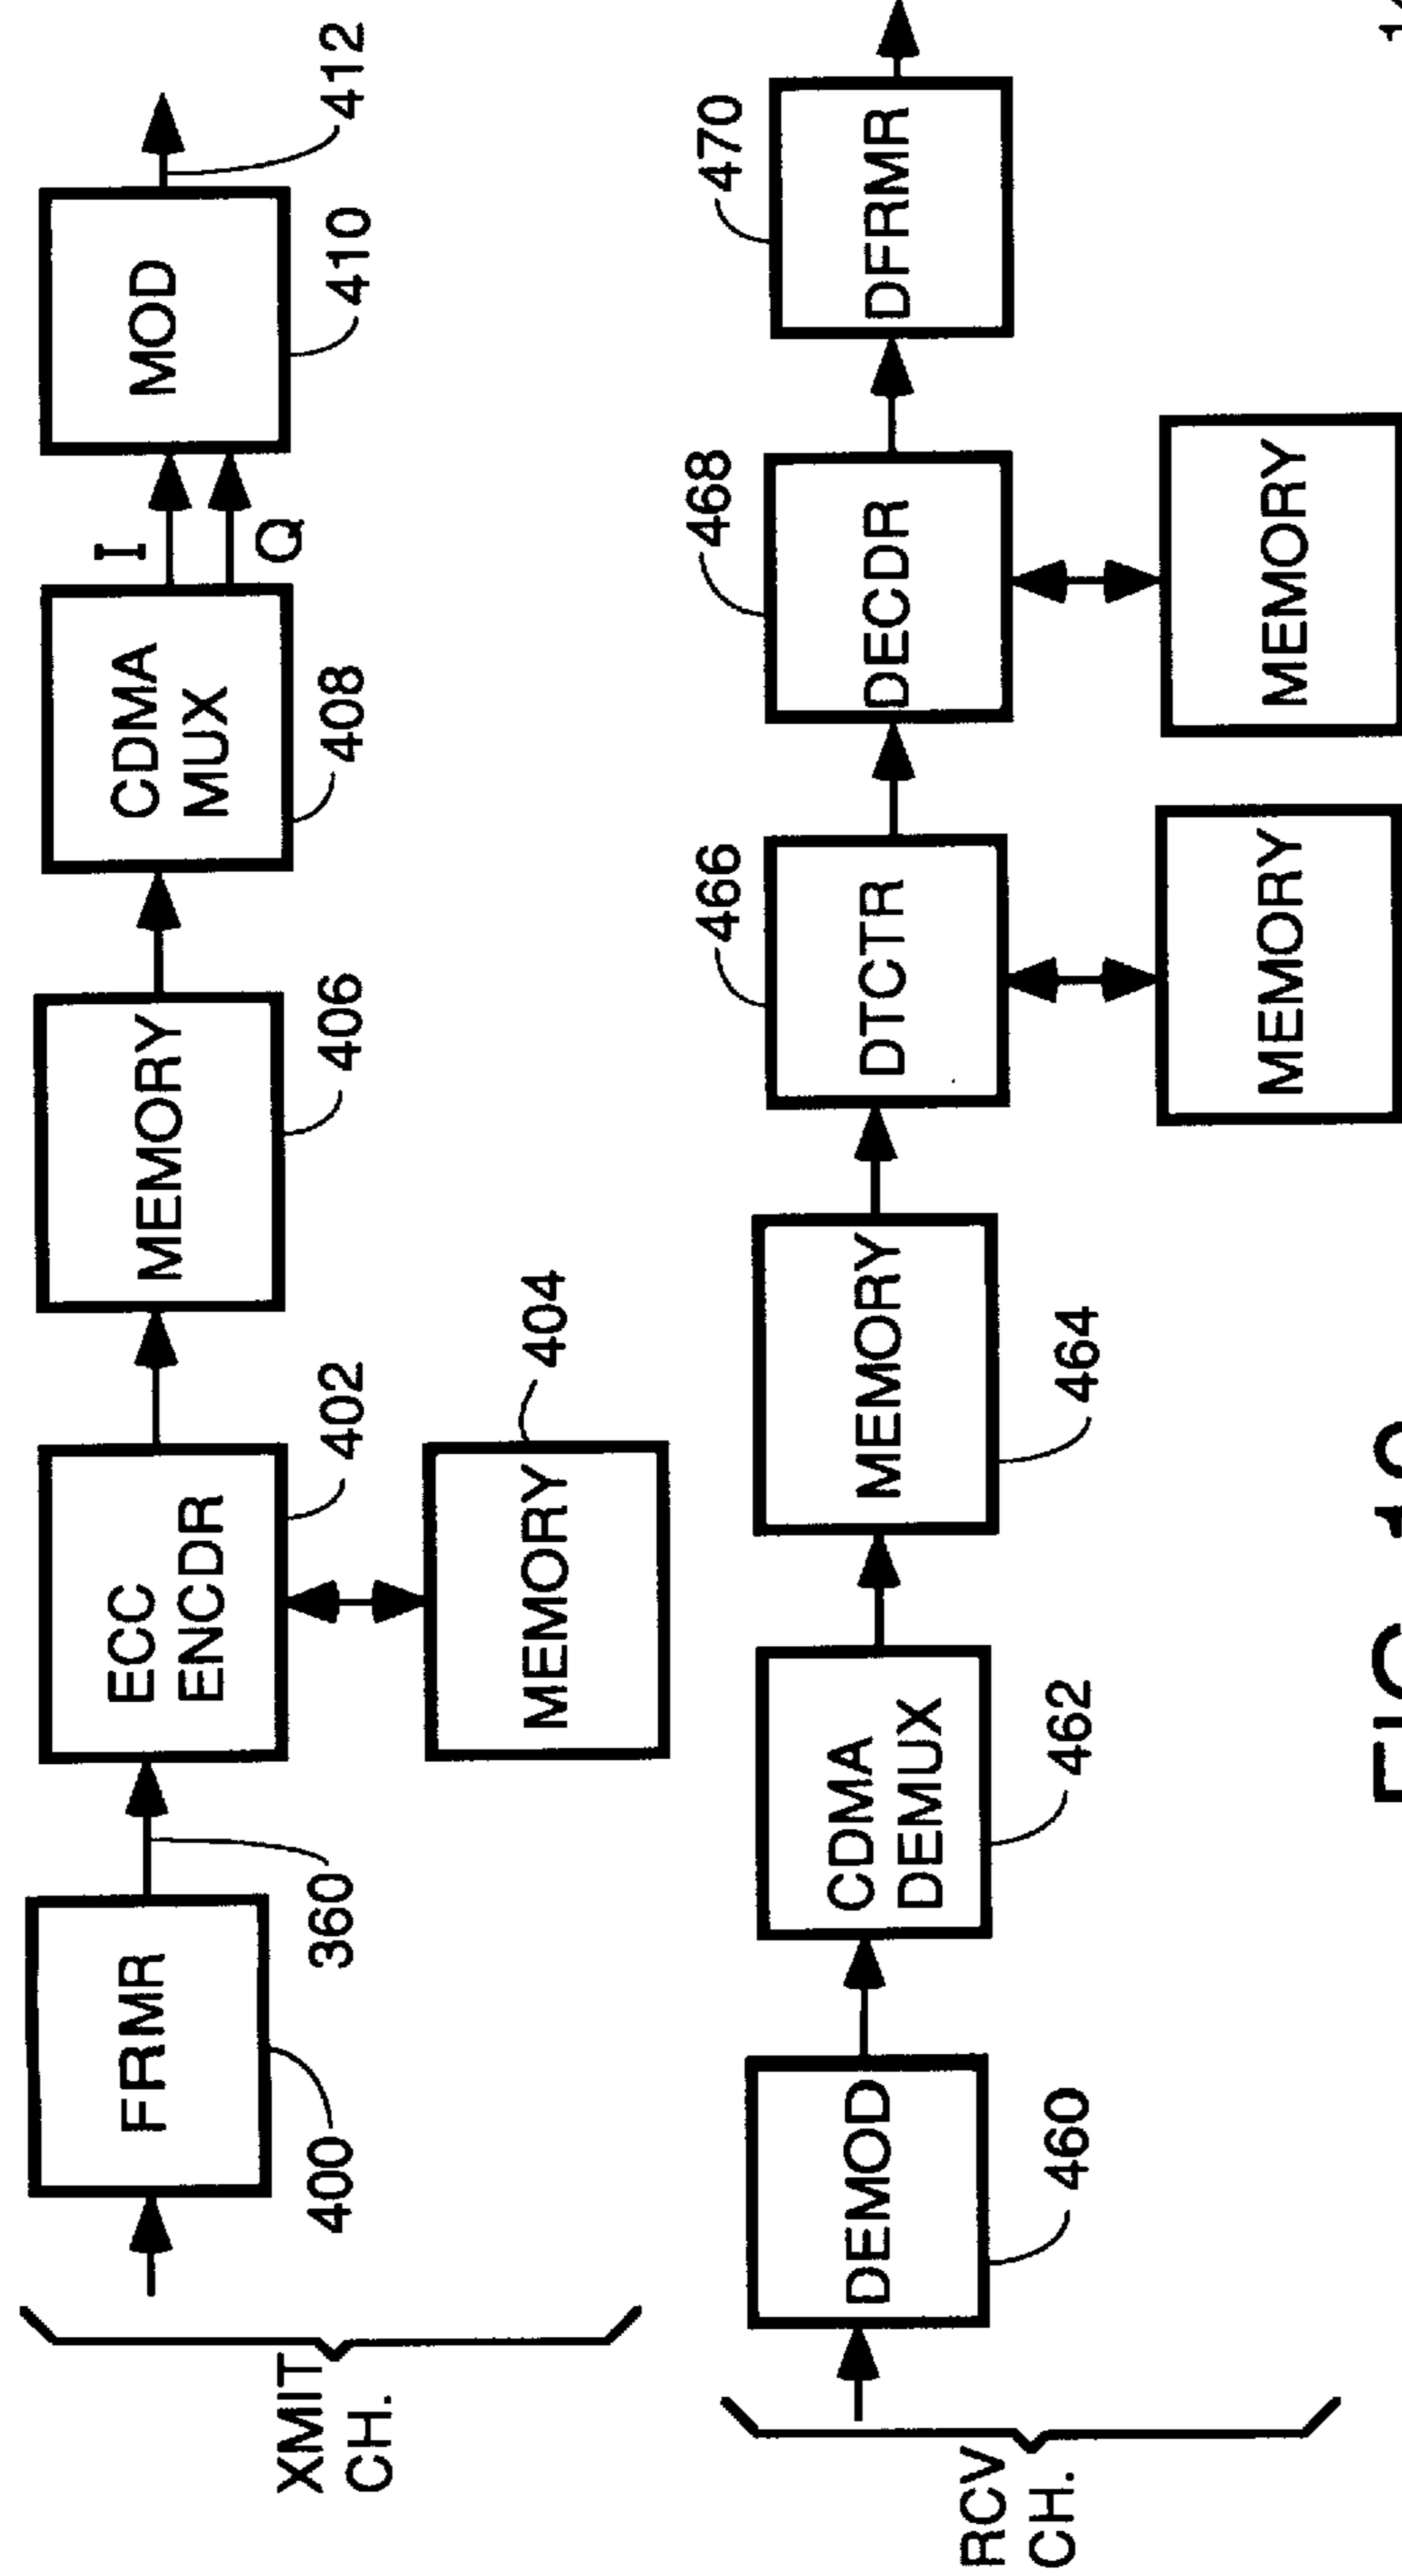 XMIT
CH.
400
FRMR
360
ECC
ENCDR
402
MEMORY
404
MEMORY
406
CDMA
MUX
408
I
Q
MOD
410
412
RCV
CH.
DEMOD
460
CDMA
DEMUX
462
MEMORY
464
DTCTR
466
MEMORY
DECDR
468
MEMORY
DFRMR
470